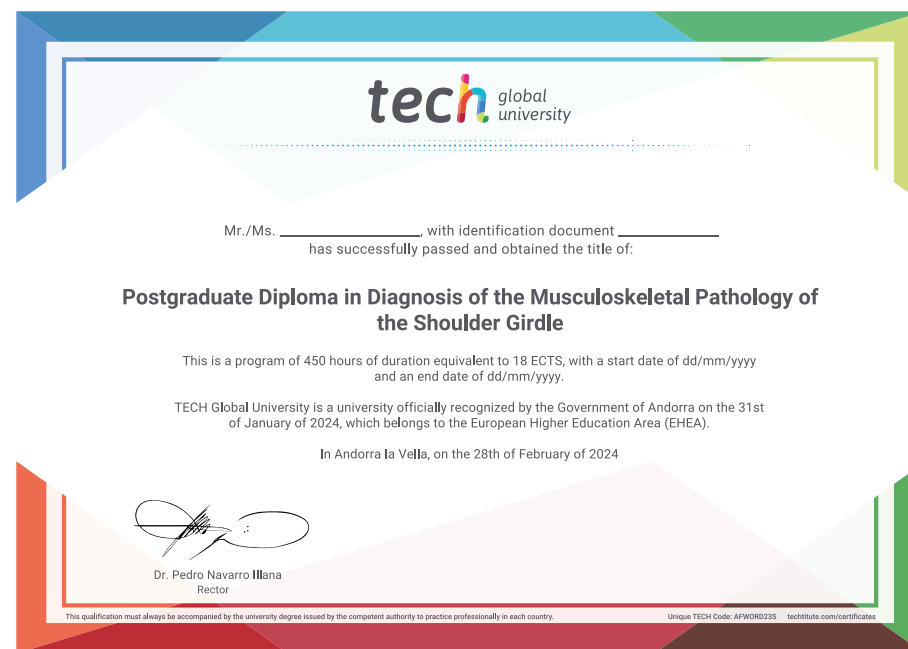 tech global university
Mr./Ms. ____________________, with identification document ____________
has successfully passed and obtained the title of:
Postgraduate Diploma in Diagnosis of the Musculoskeletal Pathology of
the Shoulder Girdle
This is a program of 450 hours of duration equivalent to 18 ECTS, with a start date of dd/mm/yyyy
and an end date of dd/mm/yyyy.
TECH Global University is a university officially recognized by the Government of Andorra on the 31st
of January of 2024, which belongs to the European Higher Education Area (EHEA).
In Andorra la Vella, on the 28th of February of 2024
Dr. Pedro Navarro Illana
Rector
This qualification must always be accompanied by the university degree issued by the competent authority to practice professionally in each country.
Unique TECH Code: AFWORD23S techtitute.com/certificates